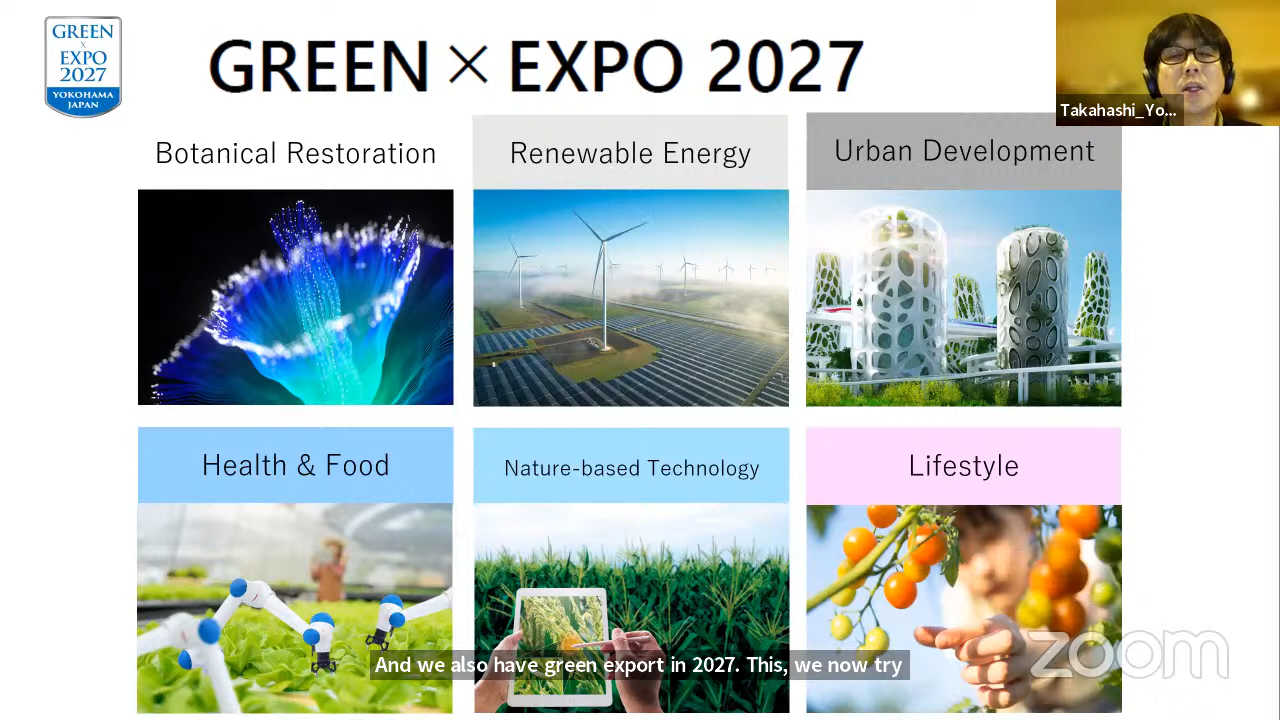 GREEN
×
EXPO
2027
YOKOHAMA
JAPAN
GREEN × EXPO 2027
Takahashi_Yo...
Botanical Restoration
Renewable Energy
Urban Development
Health & Food
Nature-based Technology
Lifestyle
And we also have green export in 2027. This, we now try
zoom